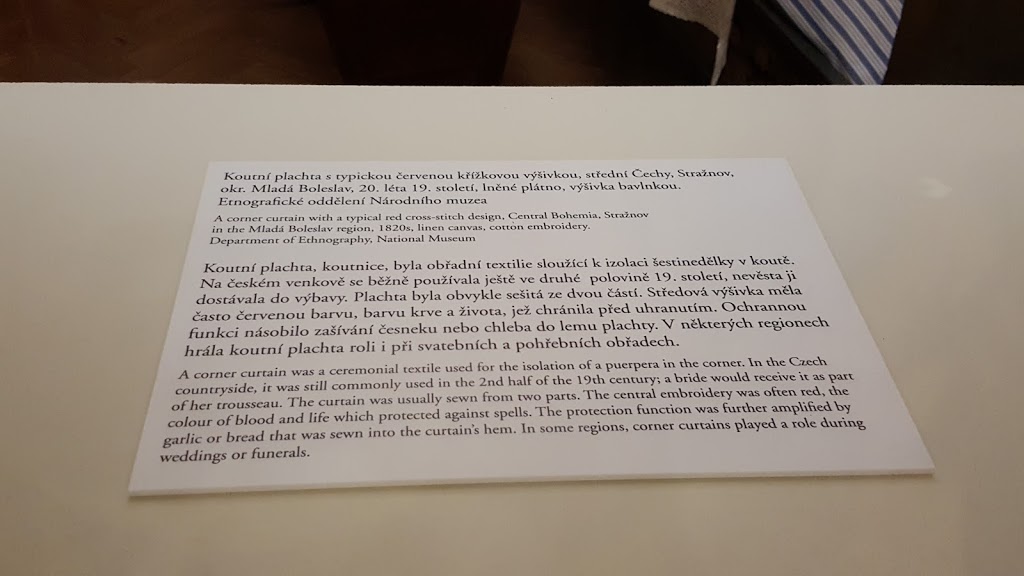 Koutní plachta s typickou červenou křížkovou výšivkou, střední Čechy, Stražnov,
okr. Mladá Boleslav, 20. léta 19. století, lněné plátno, výšivka bavlnkou.
Etnografické oddělení Národního muzea
A corner curtain with a typical red cross-stitch design, Central Bohemia, Stražnov
in the Mladá Boleslav region, 1820s, linen canvas, cotton embroidery.
Department of Ethnography, National Museum
Koutní plachta, koutnice, byla obřadní textilie sloužící k izolaci šestinedělky v koutě.
Na českém venkově se běžně používala ještě ve druhé polovině 19. století, nevěsta ji
dostávala do výbavy. Plachta byla obvykle sešitá ze dvou částí. Středová výšivka měla
často červenou barvu, barvu krve a života, jež chránila před uhranutím. Ochrannou
funkci násobilo zašívání česneku nebo chleba do lemu plachty. V některých regionech
hrála koutní plachta roli i při svatebních a pohřebních obřadech.
A corner curtain was a ceremonial textile used for the isolation of a puerpera in the corner. In the Czech
countryside, it was still commonly used in the 2nd half of the 19th century; a bride would receive it as part
of her trousseau. The curtain was usually sewn from two parts. The central embroidery was often red, the
colour of blood and life which protected against spells. The protection function was further amplified by
garlic or bread that was sewn into the curtain's hem. In some regions, corner curtains played a role during
weddings or funerals.